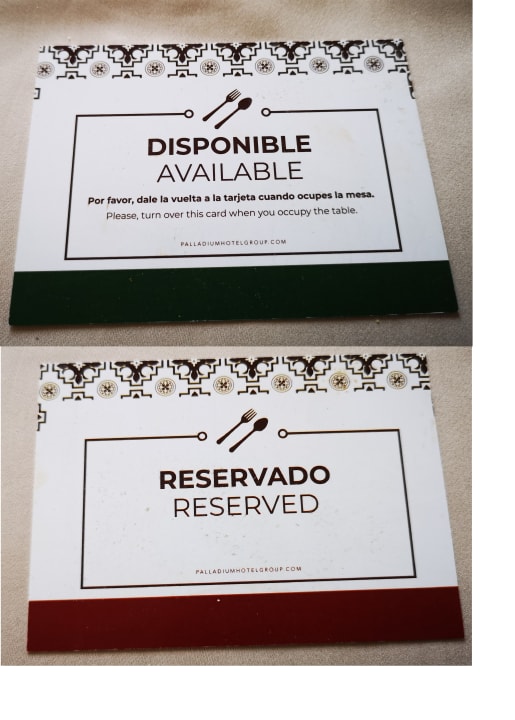 DISPONIBLE
AVAILABLE
Por favor, dale la vuelta a la tarjeta cuando ocupes la mesa.
Please, turn over this card when you occupy the table.
PALLADIUMHOTELGROUP.COM
RESERVADO
RESERVED
PALLADIUMHOTELGROUP.COM